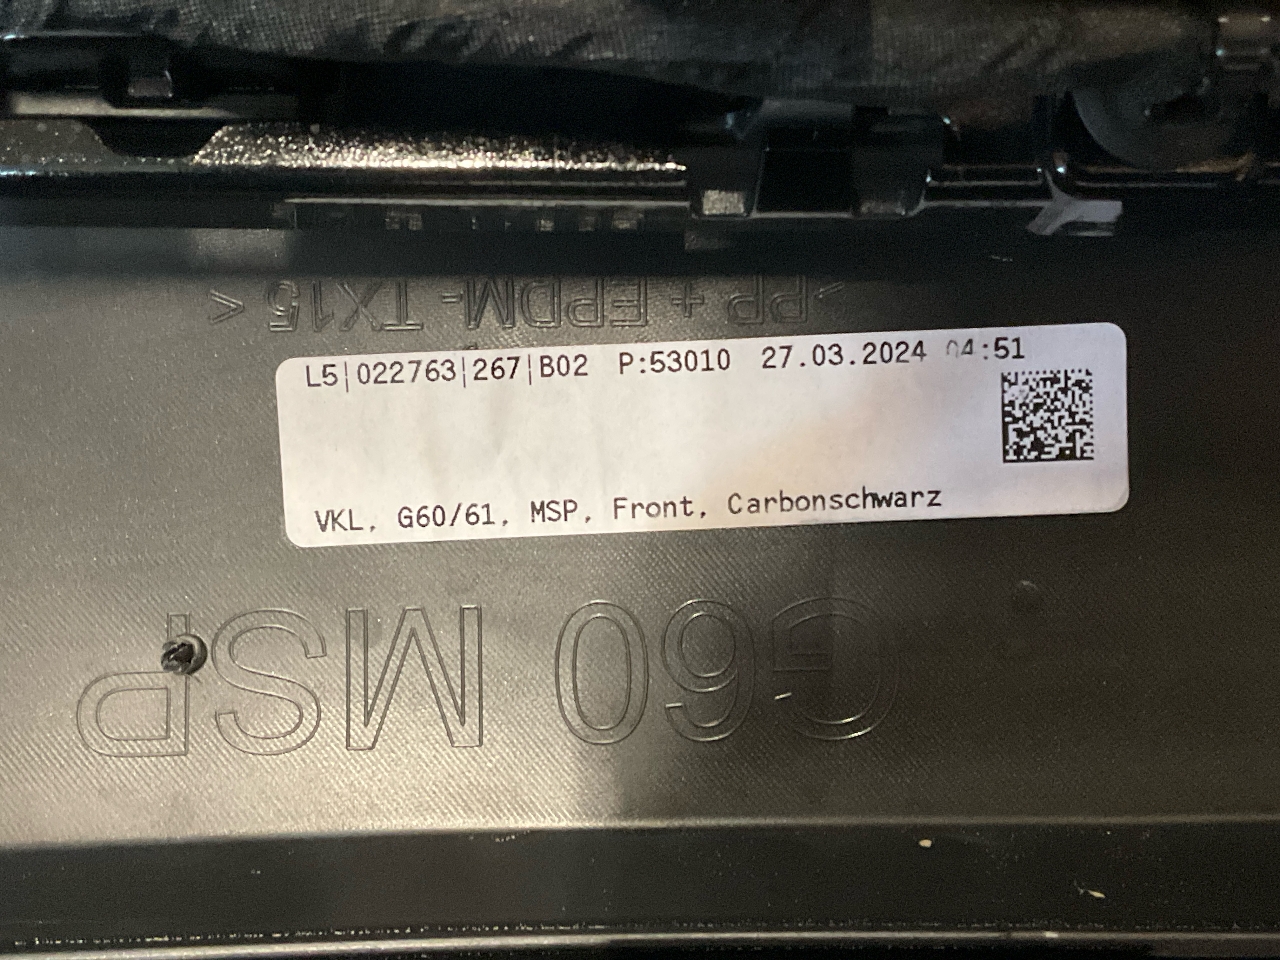 >PP + EPDM- TX15 <
L5|022763|267|B02 P:53010 27.03.2024 04:51
VKL, G60/61, MSP, Front, Carbonschwarz
G60 MSP